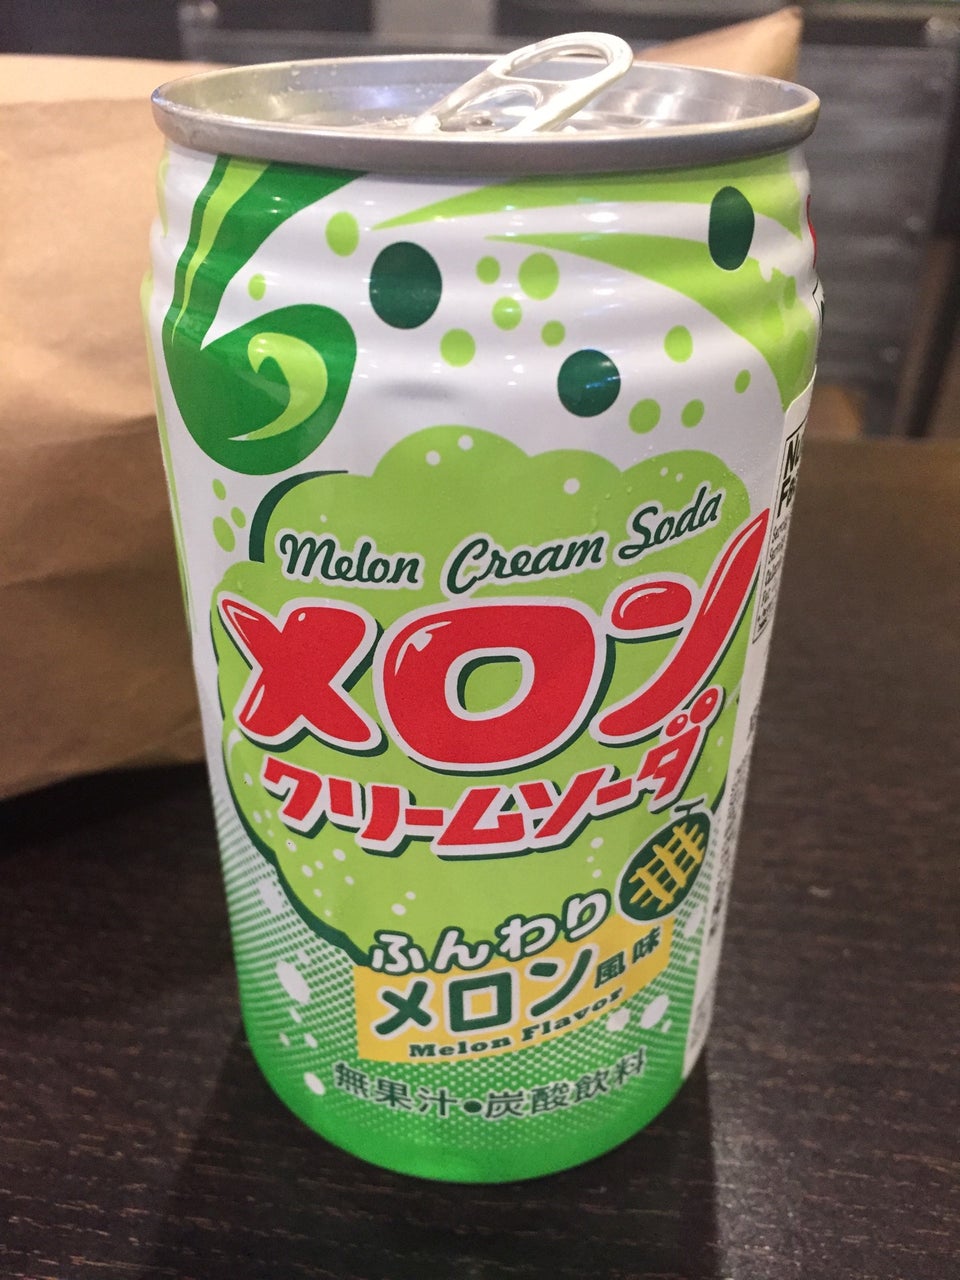 Melon Cream Soda
メロン
クリームソーダ
ふんわり
メロン風味
Melon Flavor
無果汁・炭酸飲料